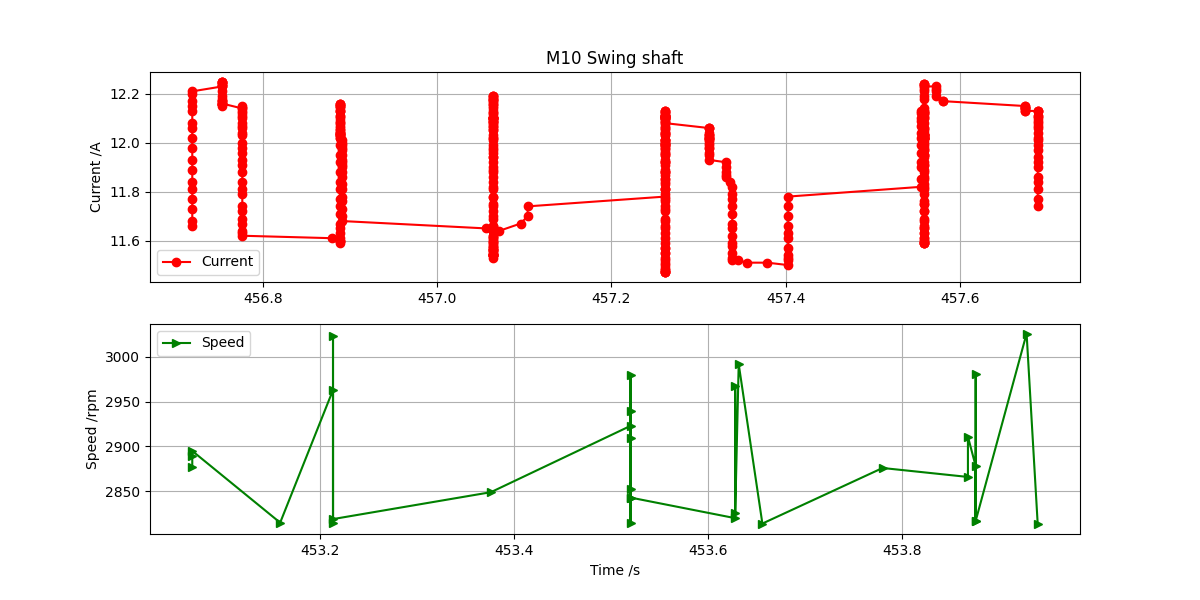 M10 Swing shaft
Current /A
12.2
12.0
11.8
11.6
Current
456.8 457.0 457.2 457.4 457.6
Speed /rpm
3000
2950
2900
2850
Speed
453.2 453.4 453.6 453.8
Time /s